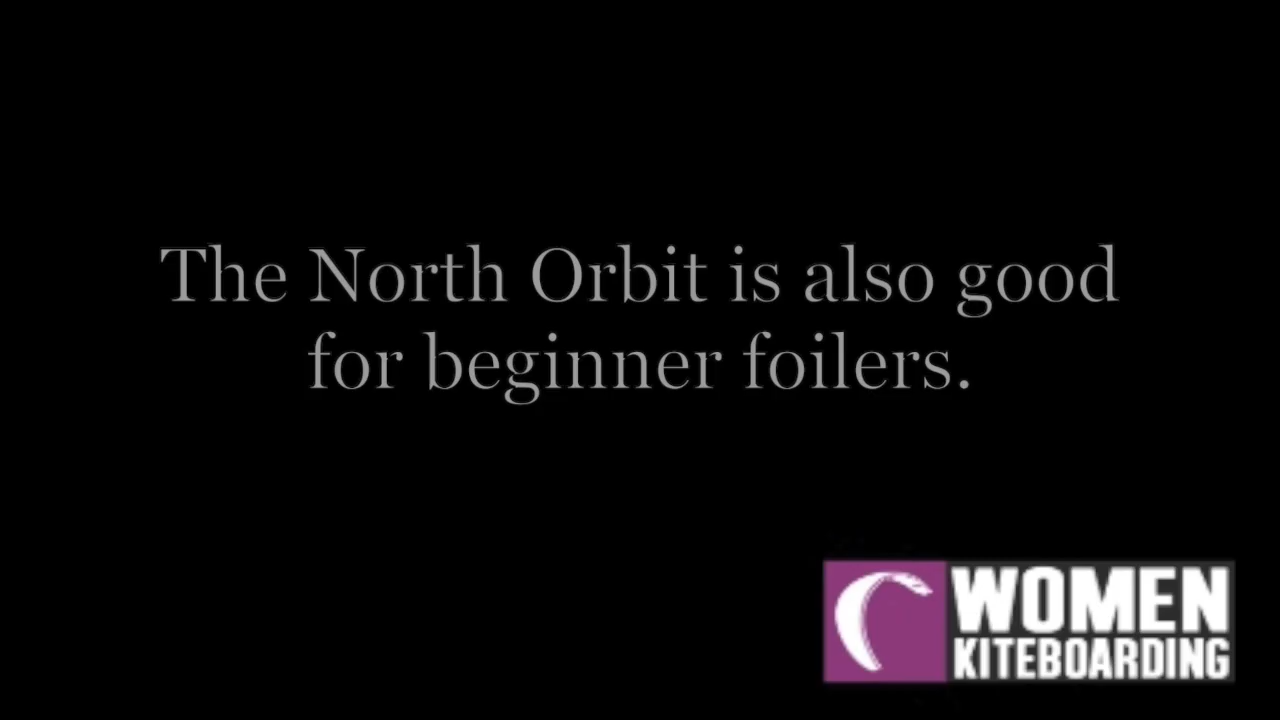 The North Orbit is also good
for beginner foilers.
WOMEN
KITEBOARDING